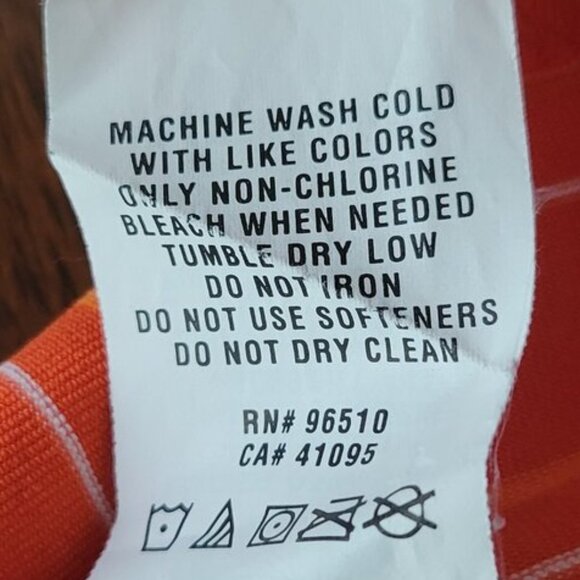 MACHINE WASH COLD
WITH LIKE COLORS
ONLY NON-CHLORINE
BLEACH WHEN NEEDED
TUMBLE DRY LOW
DO NOT IRON
DO NOT USE SOFTENERS
DO NOT DRY CLEAN
RN# 96510
CA# 41095